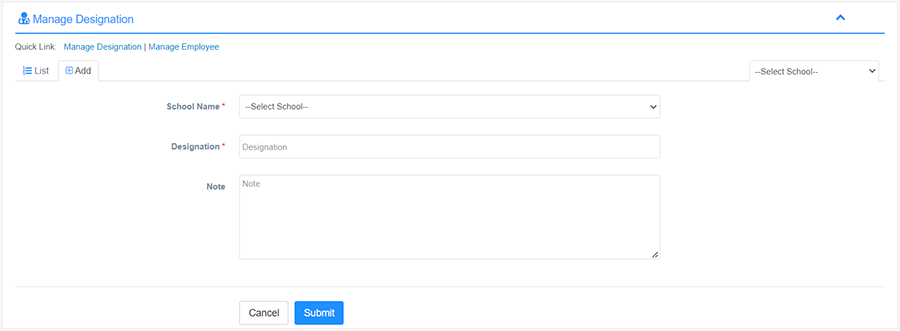 Manage Designation
Quick Link: Manage Designation | Manage Employee
List Add --Select School--
School Name * --Select School--
Designation * Designation
Note Note
Cancel Submit